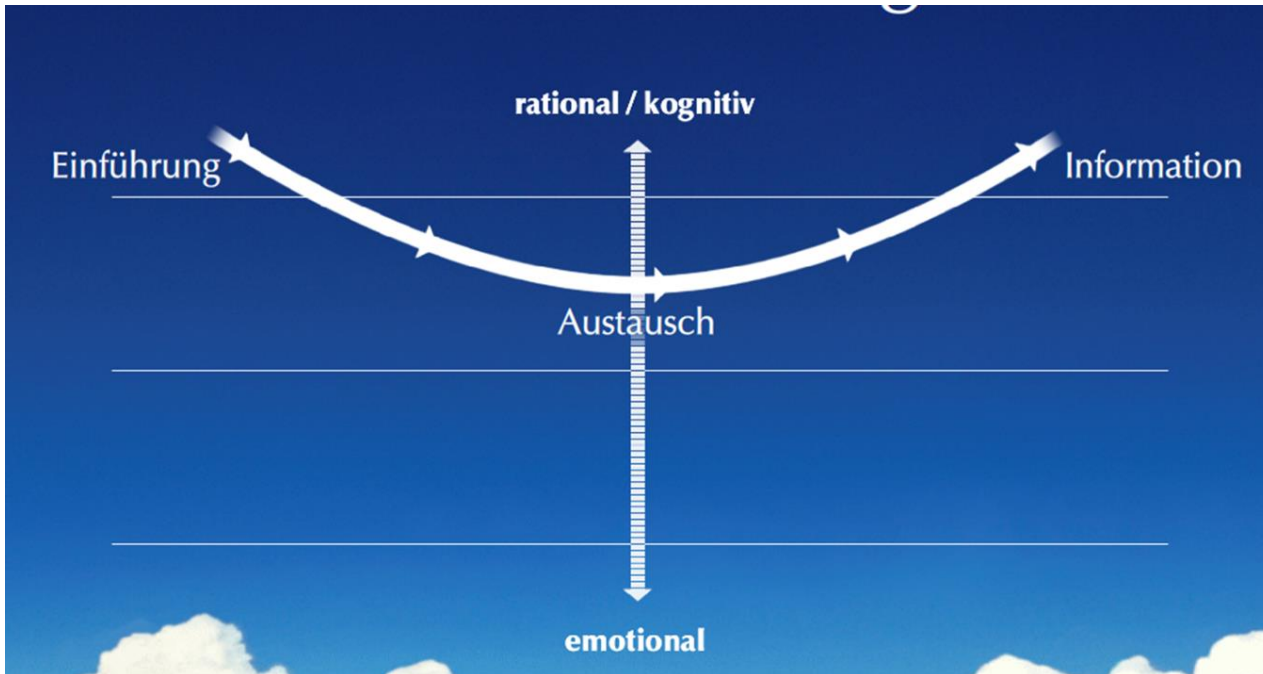 rational / kognitiv
Einführung
Information
Austausch
emotional